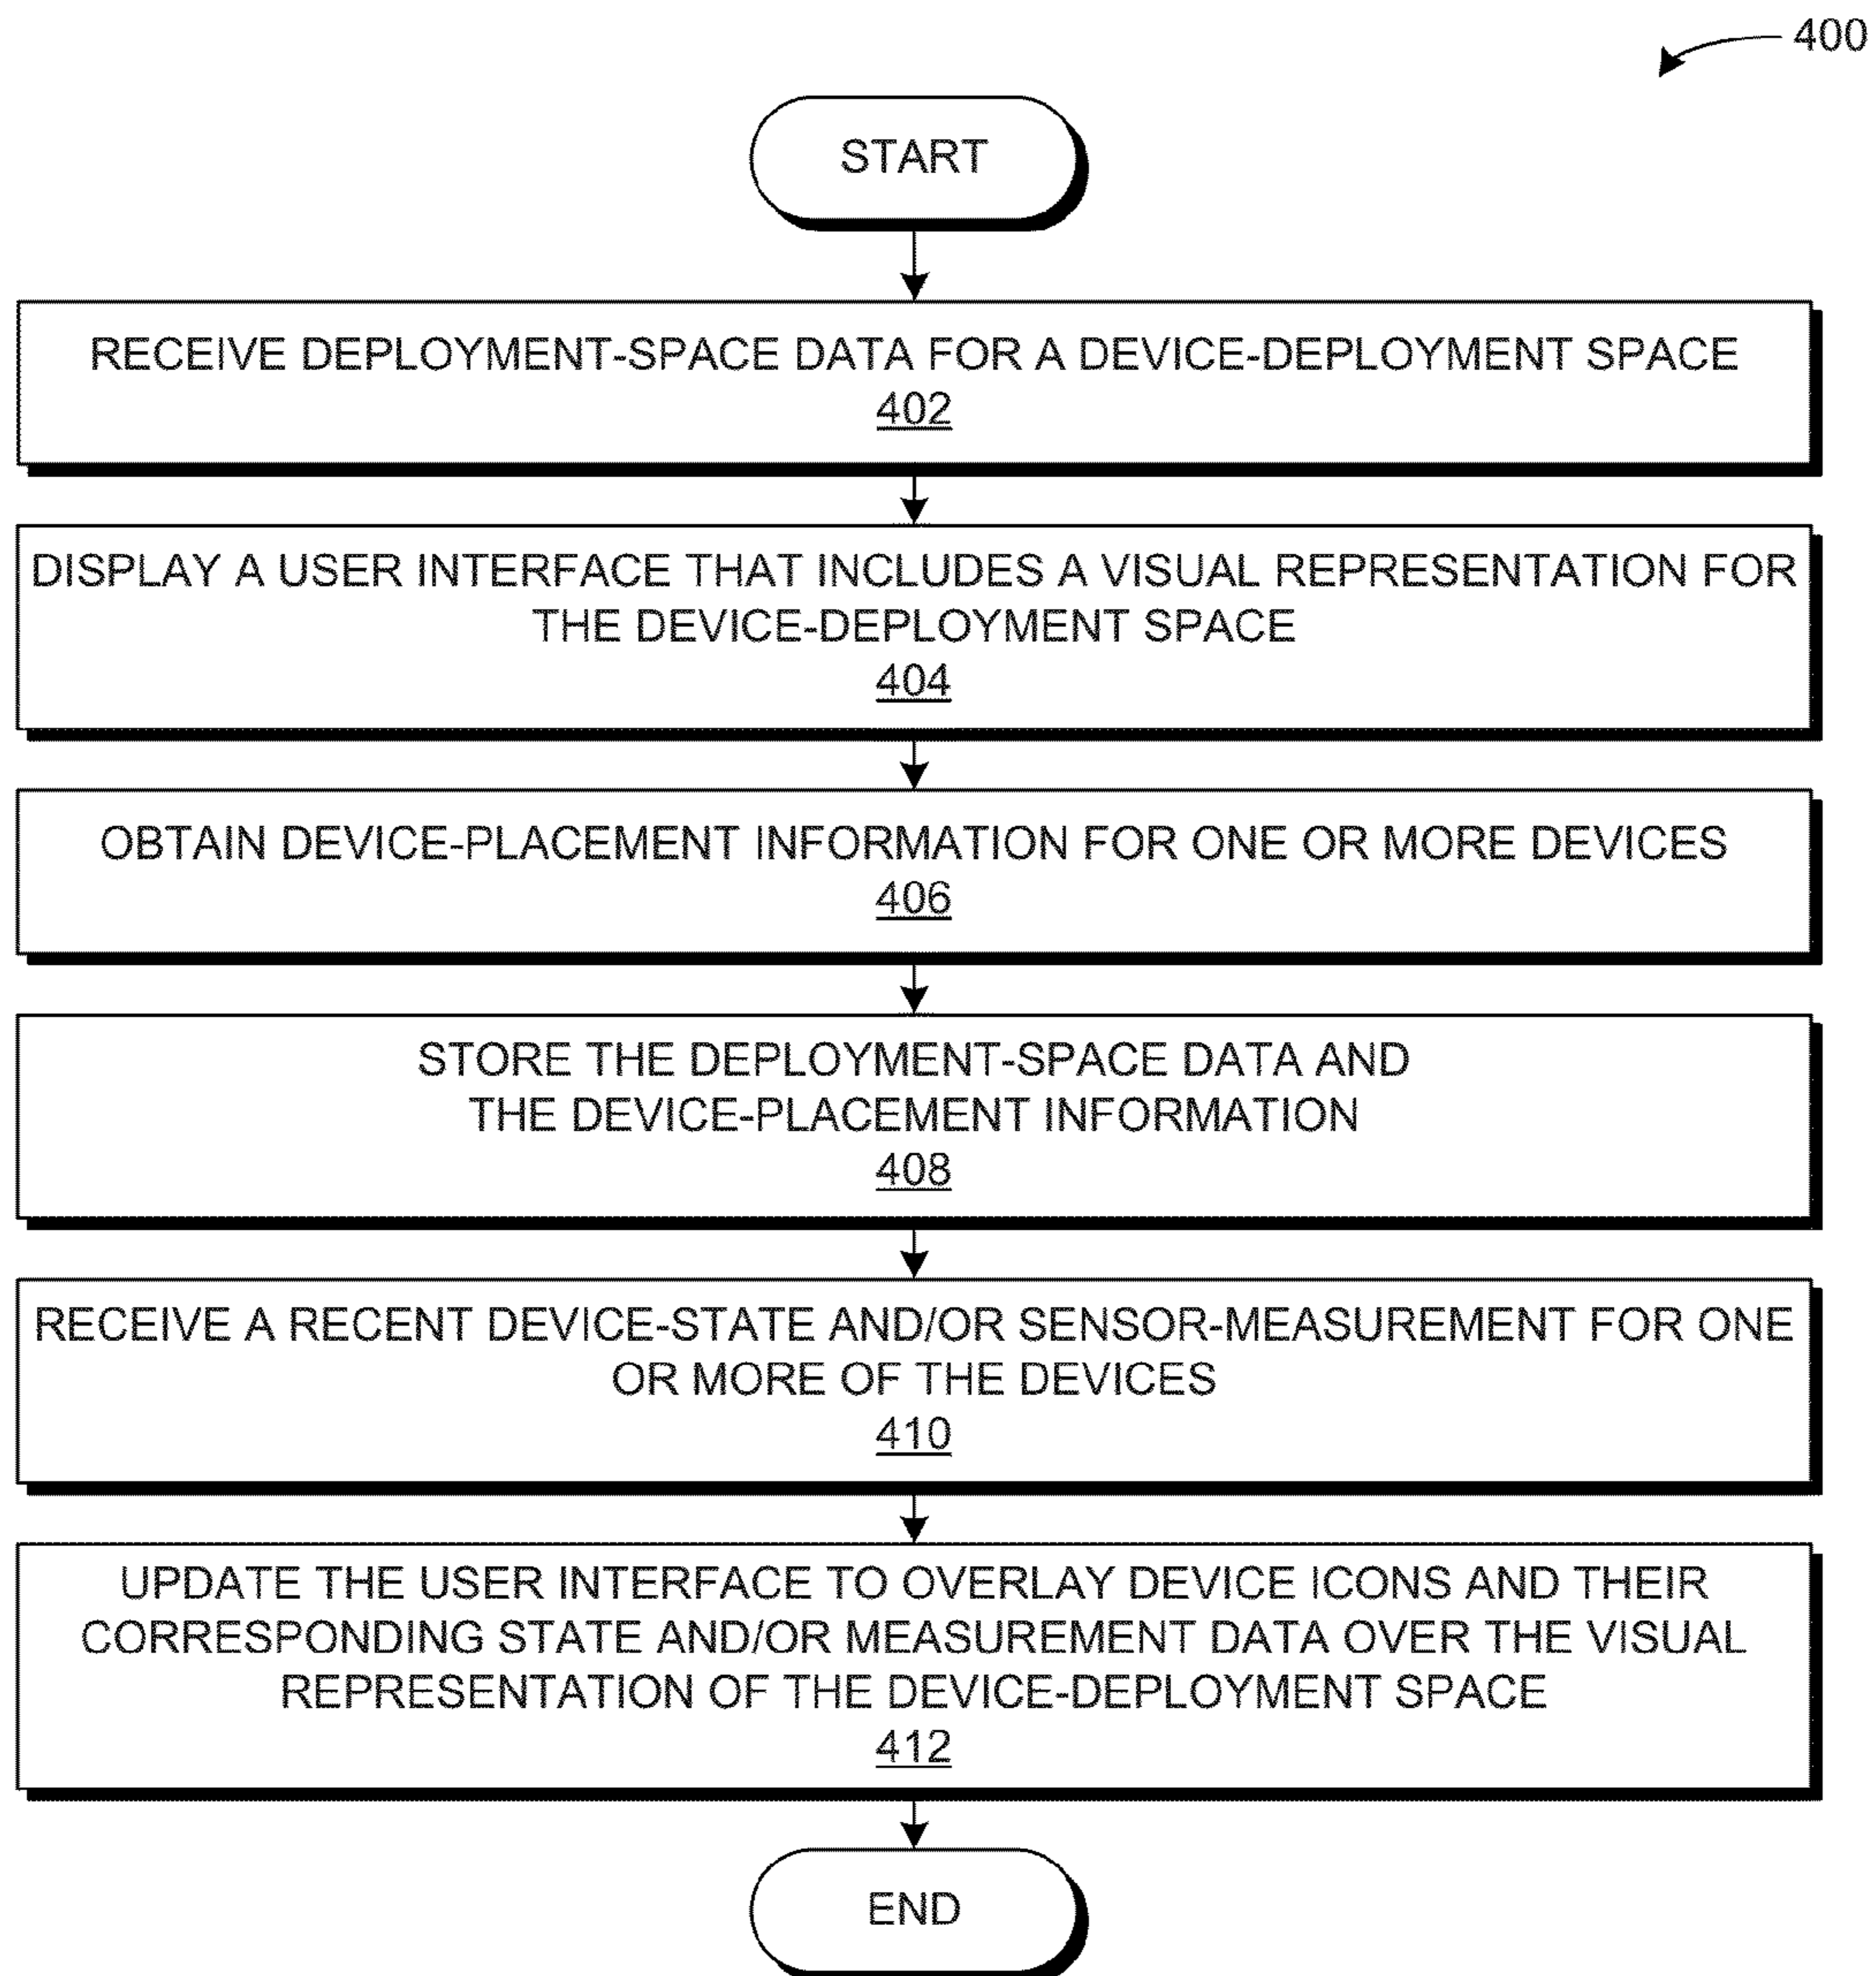 400
START
RECEIVE DEPLOYMENT-SPACE DATA FOR A DEVICE-DEPLOYMENT SPACE
402
DISPLAY A USER INTERFACE THAT INCLUDES A VISUAL REPRESENTATION FOR
THE DEVICE-DEPLOYMENT SPACE
404
OBTAIN DEVICE-PLACEMENT INFORMATION FOR ONE OR MORE DEVICES
406
STORE THE DEPLOYMENT-SPACE DATA AND
THE DEVICE-PLACEMENT INFORMATION
408
RECEIVE A RECENT DEVICE-STATE AND/OR SENSOR-MEASUREMENT FOR ONE
OR MORE OF THE DEVICES
410
UPDATE THE USER INTERFACE TO OVERLAY DEVICE ICONS AND THEIR
CORRESPONDING STATE AND/OR MEASUREMENT DATA OVER THE VISUAL
REPRESENTATION OF THE DEVICE-DEPLOYMENT SPACE
412
END